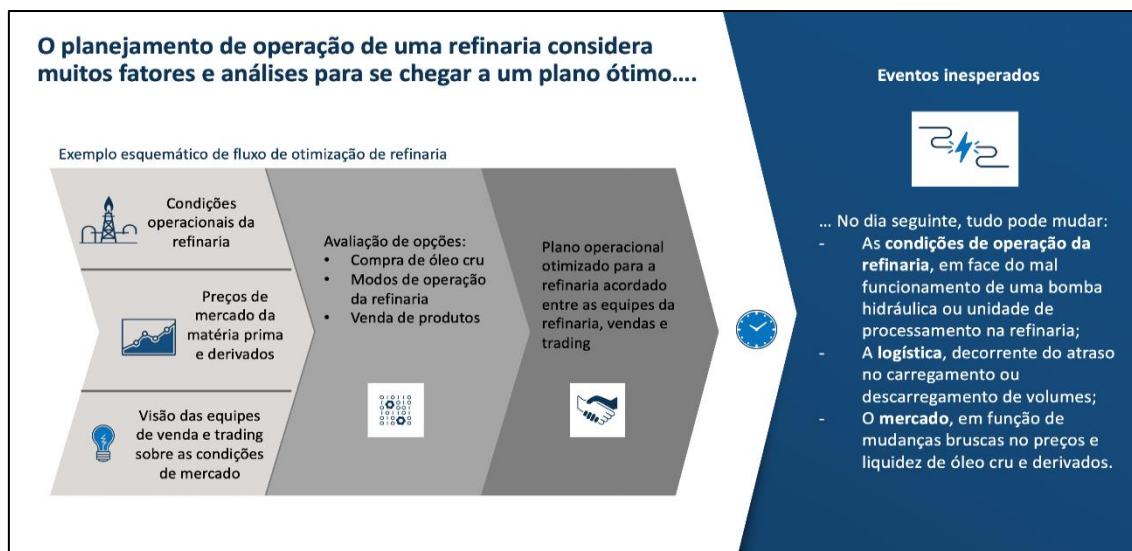 O planejamento de operação de uma refinaria considera
muitos fatores e análises para se chegar a um plano ótimo....
Exemplo esquemático de fluxo de otimização de refinaria
Condições
operacionais da
refinaria
Preços de
mercado da
matéria prima
e derivados
Visão das equipes
de venda e trading
sobre as condições
de mercado
Avaliação de opções:
• Compra de óleo cru
• Modos de operação
da refinaria
• Venda de produtos
Plano operacional
otimizado para a
refinaria acordado
entre as equipes da
refinaria, vendas e
trading
Eventos inesperados
... No dia seguinte, tudo pode mudar:
- As condições de operação da
refinaria, em face do mal
funcionamento de uma bomba
hidráulica ou unidade de
processamento na refinaria;
- A logística, decorrente do atraso
no carregamento ou
descarregamento de volumes;
- O mercado, em função de
mudanças bruscas no preços e
liquidez de óleo cru e derivados.